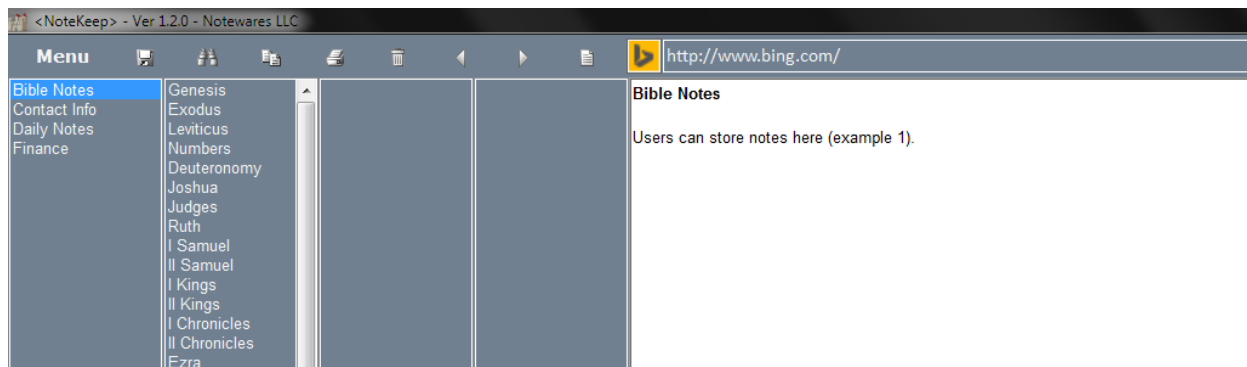 <NoteKeep> - Ver 1.2.0 - Notewares LLC
Menu
http://www.bing.com/
Bible Notes
Contact Info
Daily Notes
Finance
Genesis
Exodus
Leviticus
Numbers
Deuteronomy
Joshua
Judges
Ruth
I Samuel
II Samuel
I Kings
II Kings
I Chronicles
II Chronicles
Ezra
Bible Notes
Users can store notes here (example 1).